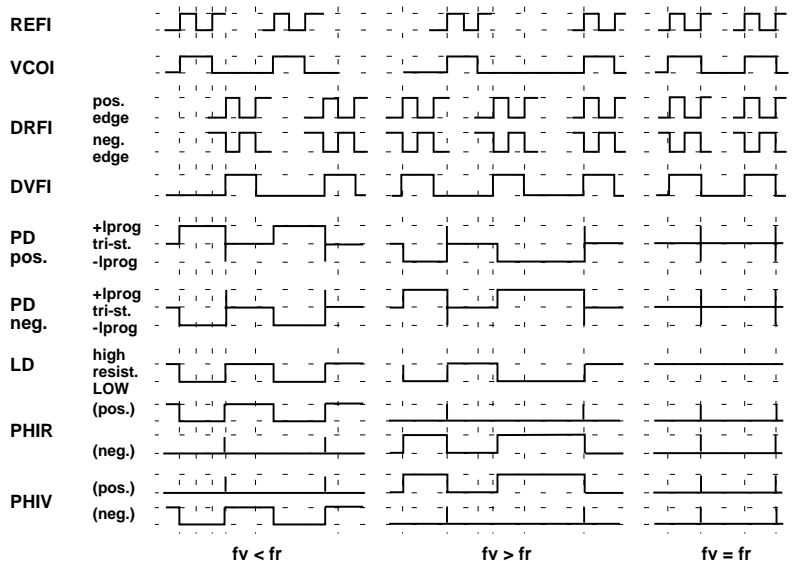 REFI
VCOI
DRFI
pos.
edge
neg.
edge
DVFI
PD
pos.
+Iprog
tri-st.
-Iprog
PD
neg.
+Iprog
tri-st.
-Iprog
LD
high
resist.
LOW
PHIR
(pos.)
(neg.)
PHIV
(pos.)
(neg.)
fv < fr
fv > fr
fv = fr